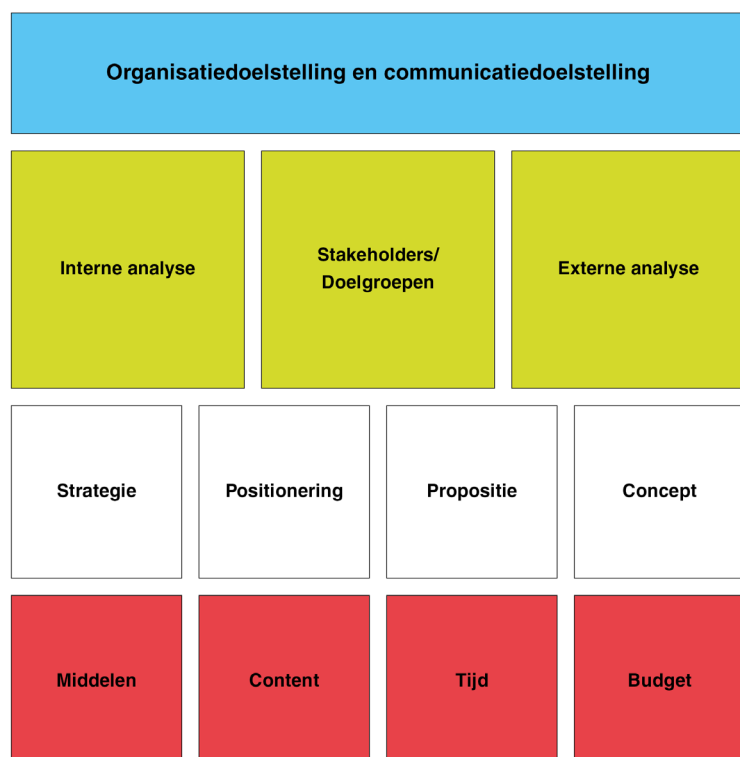 Organisatiedoelstelling en communicatiedoelstelling
Interne analyse
Stakeholders/
Doelgroepen
Externe analyse
Strategie
Positionering
Propositie
Concept
Middelen
Content
Tijd
Budget